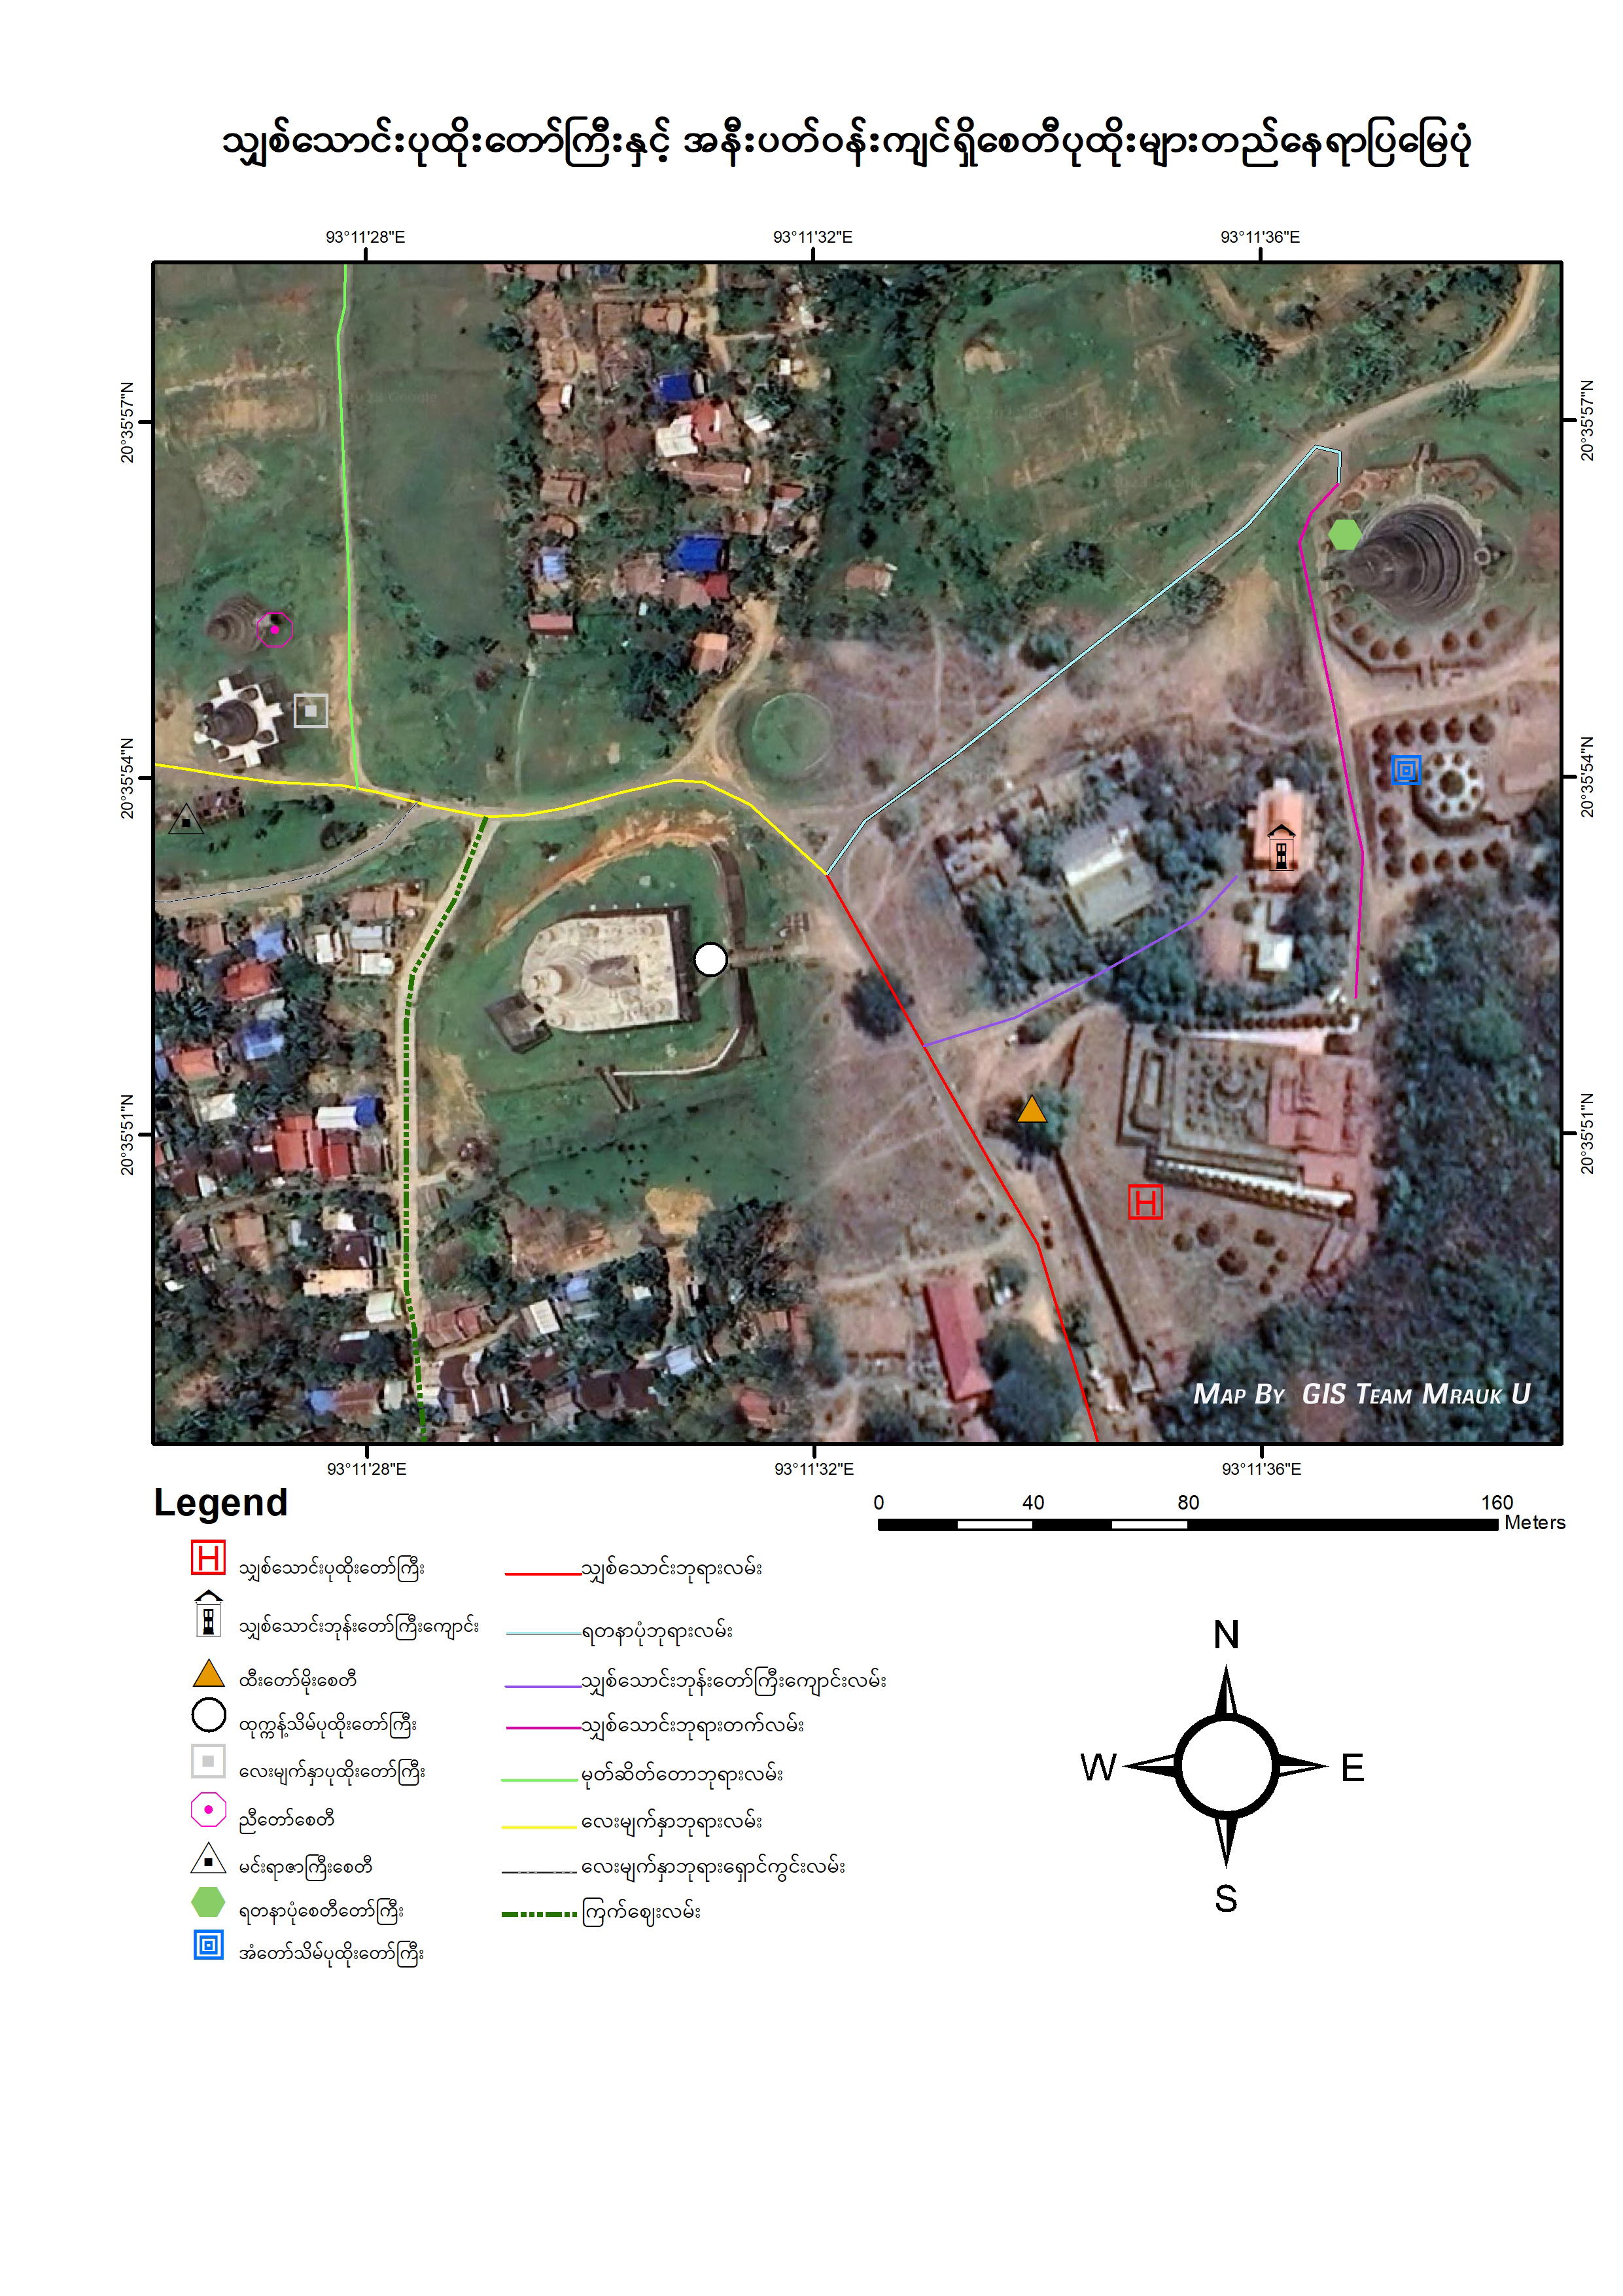 သျှစ်သောင်းပုထိုးတော်ကြီးနှင့် အနီးပတ်ဝန်းကျင်ရှိစေတီပုထိုးများတည်နေရာပြမြေပုံ
93°11'28"E 93°11'32"E 93°11'36"E
20°35'57"N 20°35'57"N
20°35'54"N 20°35'54"N
20°35'51"N 20°35'51"N
MAP BY GIS TEAM MRAUK U
93°11'28"E 93°11'32"E 93°11'36"E
Legend
0 40 80 160
Meters
H သျှစ်သောင်းပုထိုးတော်ကြီး
သျှစ်သောင်းဘုန်းတော်ကြီးကျောင်း
ထီးတော်မိုးစေတီ
ထုက္ကန့်သိမ်ပုထိုးတော်ကြီး
လေးမျက်နှာပုထိုးတော်ကြီး
ညီတော်စေတီ
မင်းရာဇာကြီးစေတီ
ရတနာပုံစေတီတော်ကြီး
အံတော်သိမ်ပုထိုးတော်ကြီး
သျှစ်သောင်းဘုရားလမ်း
ရတနာပုံဘုရားလမ်း
သျှစ်သောင်းဘုန်းတော်ကြီးကျောင်းလမ်း
သျှစ်သောင်းဘုရားတက်လမ်း
မုတ်ဆိတ်တောဘုရားလမ်း
လေးမျက်နှာဘုရားလမ်း
လေးမျက်နှာဘုရားရှောင်ကွင်းလမ်း
ကြက်ဈေးလမ်း
N
W E
S